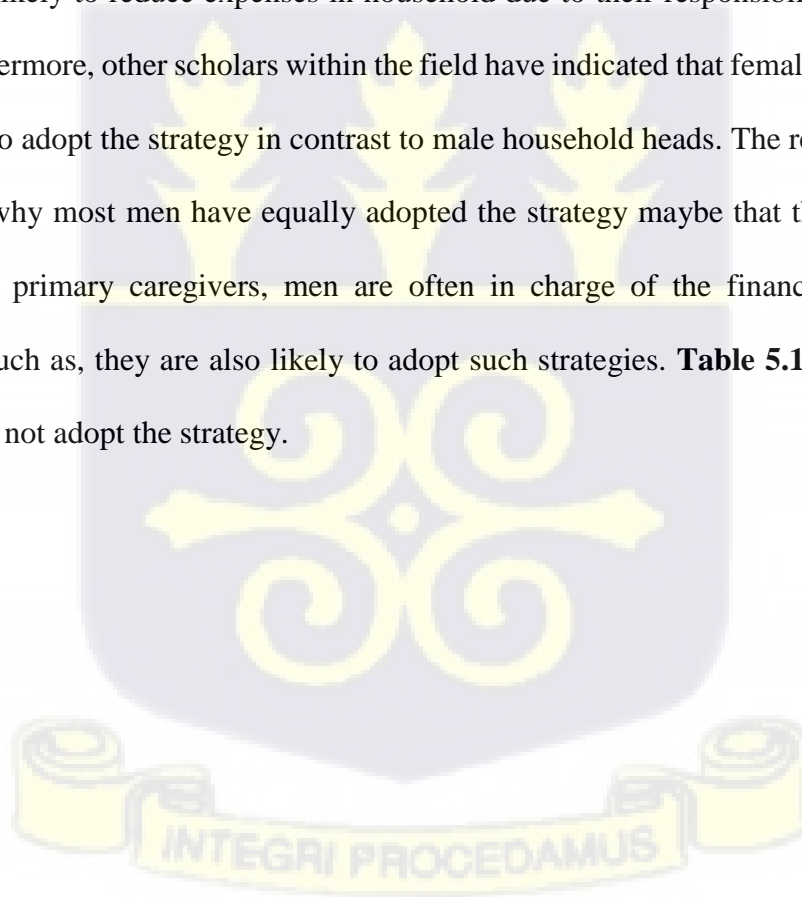 likely to reduce expenses in household due to their responsibil
ermore, other scholars within the field have indicated that femal
o adopt the strategy in contrast to male household heads. The r
why most men have equally adopted the strategy maybe that t
primary caregivers, men are often in charge of the financ
uch as, they are also likely to adopt such strategies. Table 5.1
not adopt the strategy.
INTEGRI PROCEDAMUS